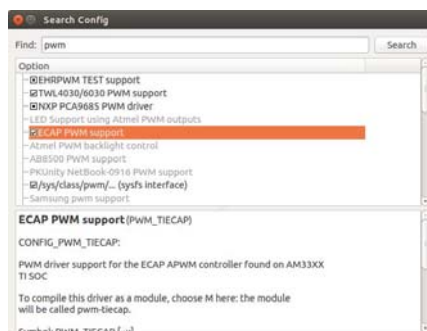 Search Config
Find: pwm
Search
Option
EHRPWM TEST support
TWL4030/6030 PWM support
NXP PCA9685 PWM driver
LED Support using Atmel PWM outputs
ECAP PWM support
Atmel PWM backlight control
AB8500 PWM support
PKUnity NetBook-0916 PWM support
/sys/class/pwm/... (sysfs interface)
Samsung pwm support
ECAP PWM support (PWM_TIECAP)
CONFIG_PWM_TIECAP:
PWM driver support for the ECAP APWM controller found on AM33XX
TI SOC
To compile this driver as a module, choose M here: the module
will be called pwm-tiecap.
Symbol: PWM_TIECAP [=y]